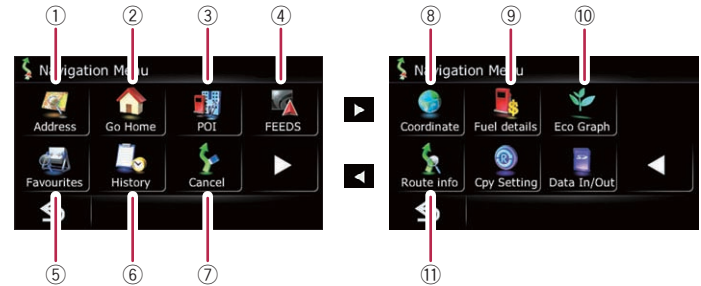 ① ② ③ ④ ⑧ ⑨ ⑩
Navigation Menu
Address Go Home POI FEEDS
Favourites History Cancel
Navigation Menu
Coordinate Fuel details Eco Graph
Route info Cpy Setting Data In/Out
⑤ ⑥ ⑦ ⑪